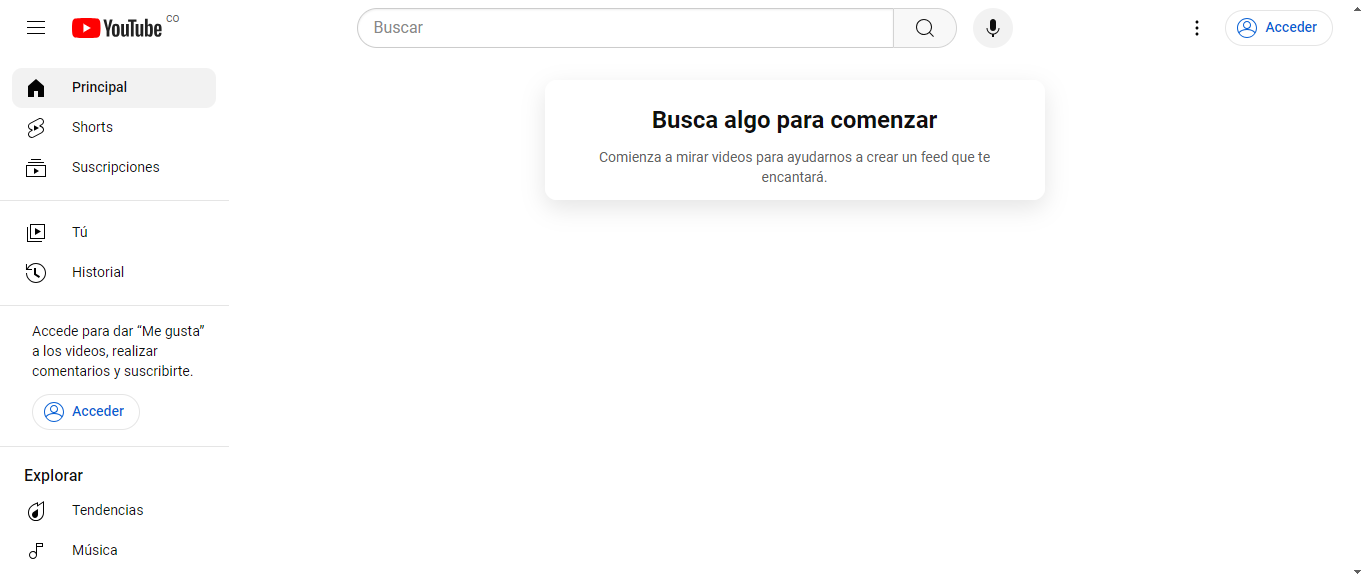 YouTube CO
Buscar
Acceder
Principal
Shorts
Suscripciones
Tú
Historial
Accede para dar “Me gusta”
a los videos, realizar
comentarios y suscribirte.
Acceder
Explorar
Tendencias
Música
Busca algo para comenzar
Comienza a mirar videos para ayudarnos a crear un feed que te
encantará.